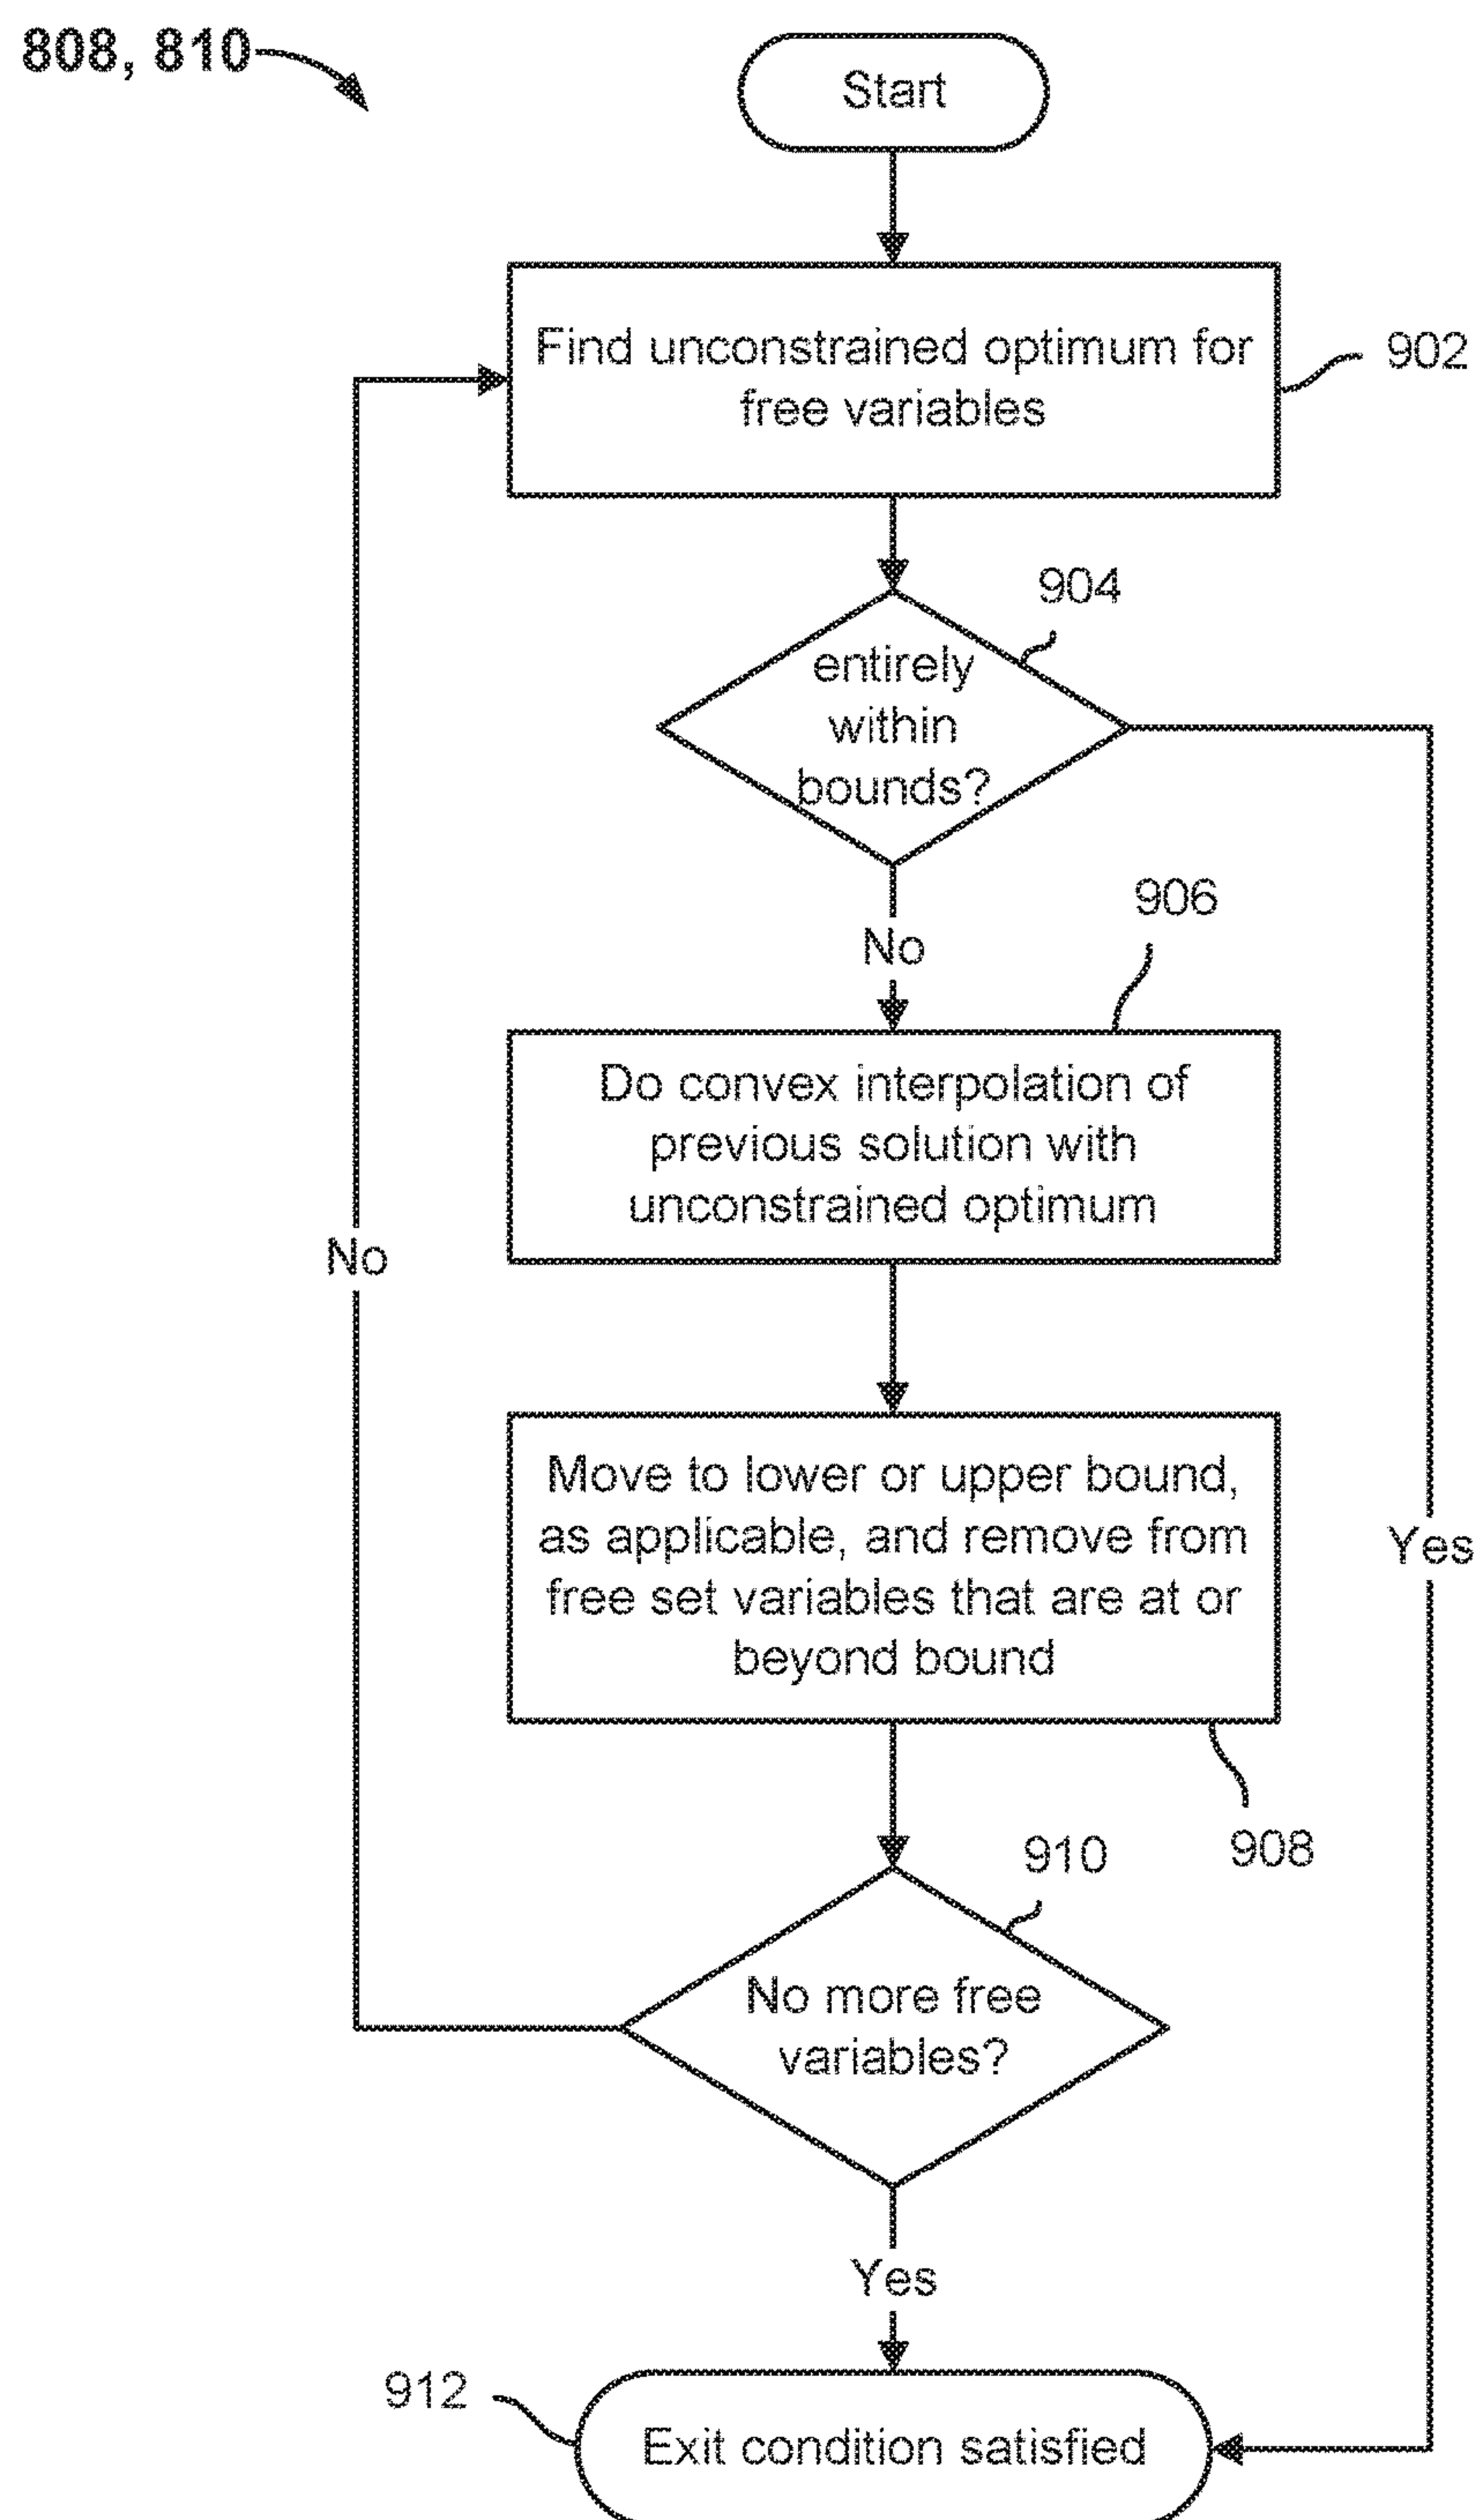 808, 810
Start
Find unconstrained optimum for
free variables
902
904
entirely
within
bounds?
906
No
Do convex interpolation of
previous solution with
unconstrained optimum
No
Move to lower or upper bound,
as applicable, and remove from
free set variables that are at or
beyond bound
Yes
908
910
No more free
variables?
Yes
912
Exit condition satisfied